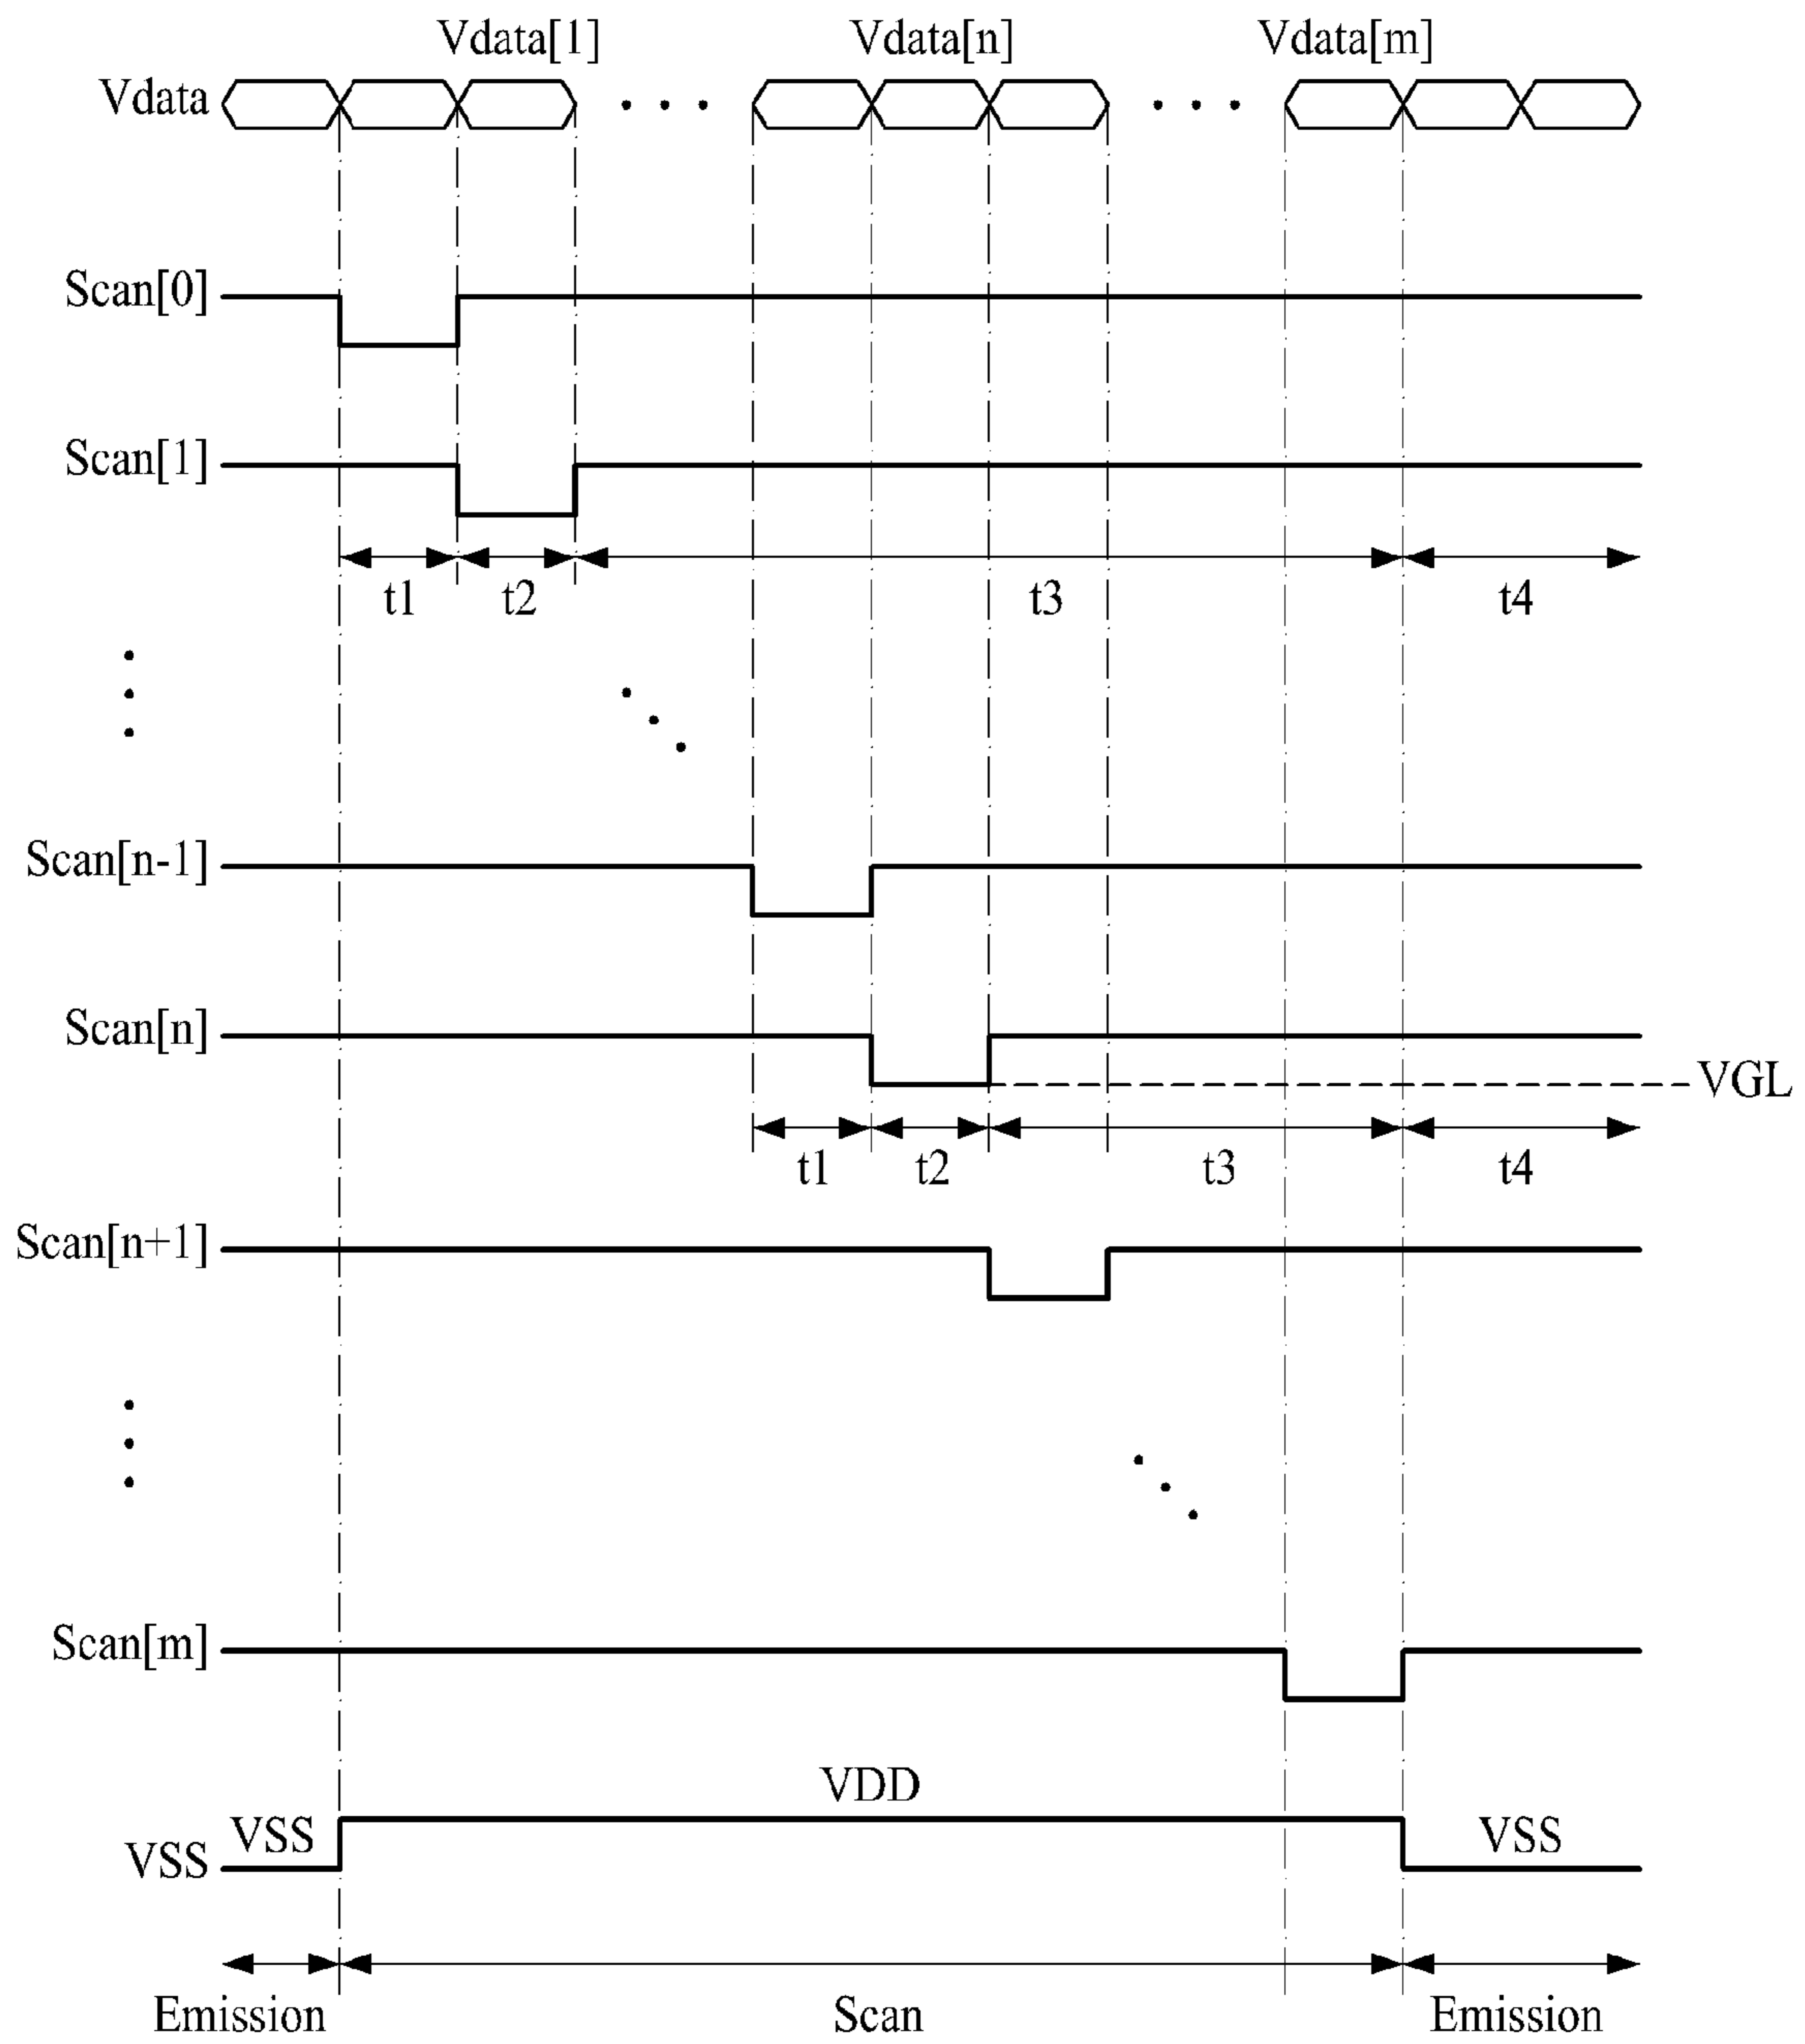 Vdata[1] Vdata[n] Vdata[m]
Vdata
Scan[0]
Scan[1]
t1 t2 t3 t4
Scan[n-1]
Scan[n]
VGL
t1 t2 t3 t4
Scan[n+1]
Scan[m]
VDD
VSS VSS VSS
Emission Scan Emission